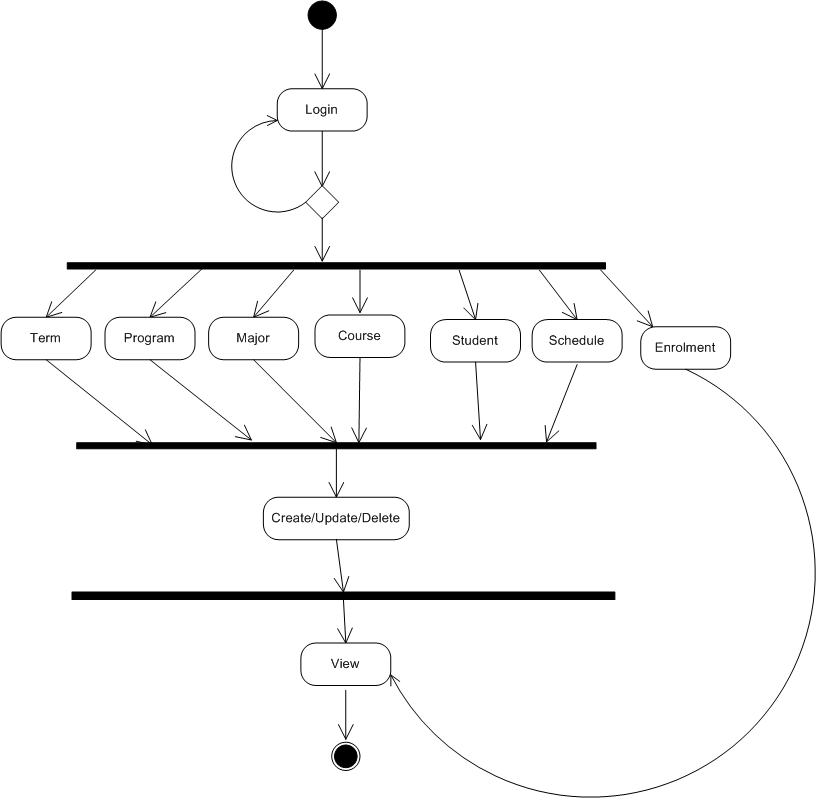 Login
Term
Program
Major
Course
Student
Schedule
Enrolment
Create/Update/Delete
View